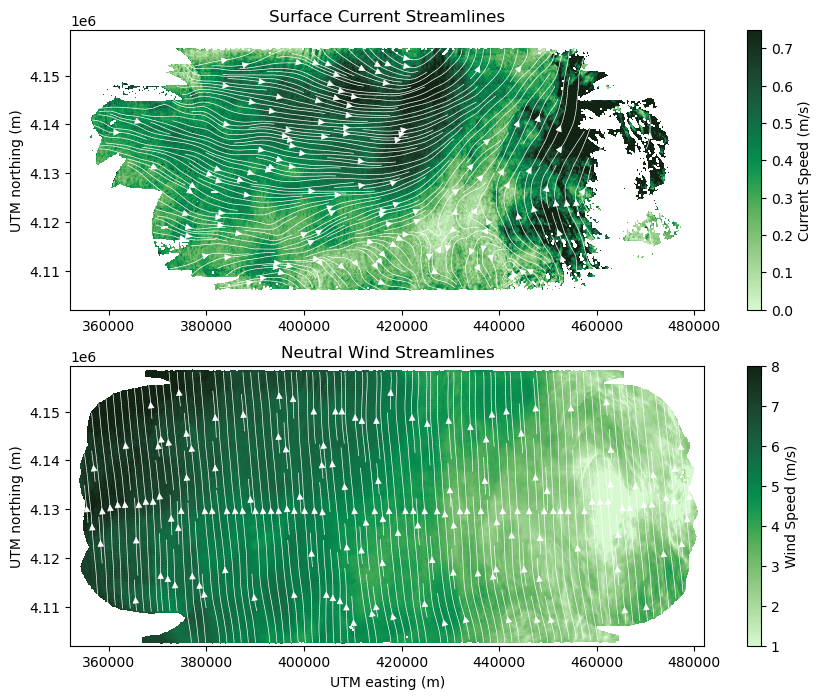 Surface Current Streamlines
1e6
4.15
4.14
4.13
4.12
4.11
UTM northing (m)
360000 380000 400000 420000 440000 460000 480000
0.7
0.6
0.5
0.4
0.3
0.2
0.1
0.0
Current Speed (m/s)
Neutral Wind Streamlines
1e6
4.15
4.14
4.13
4.12
4.11
UTM northing (m)
360000 380000 400000 420000 440000 460000 480000
UTM easting (m)
8
7
6
5
4
3
2
1
Wind Speed (m/s)